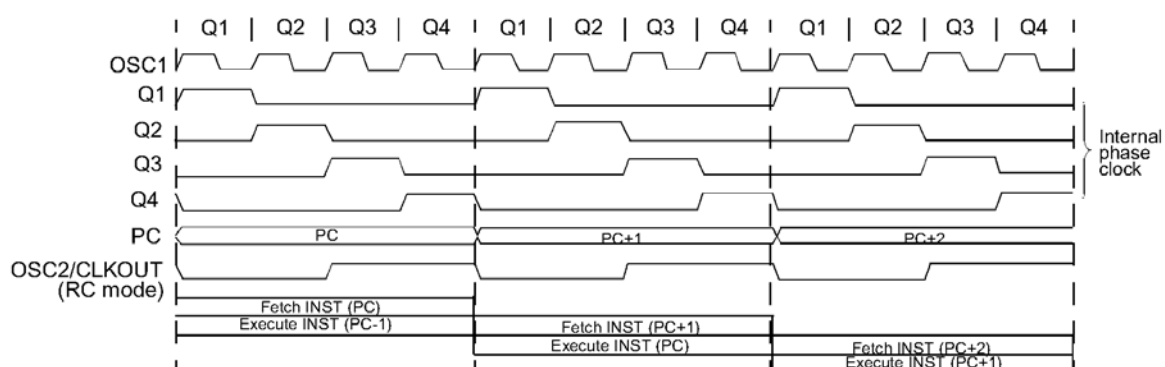 Q1 | Q2 | Q3 | Q4 | Q1 | Q2 | Q3 | Q4 | Q1 | Q2 | Q3 | Q4
OSC1
Q1
Q2
Q3
Q4
Internal
phase
clock
PC PC PC+1 PC+2
OSC2/CLKOUT
(RC mode)
Fetch INST (PC)
Execute INST (PC-1) Fetch INST (PC+1)
Execute INST (PC) Fetch INST (PC+2)
Execute INST (PC+1)